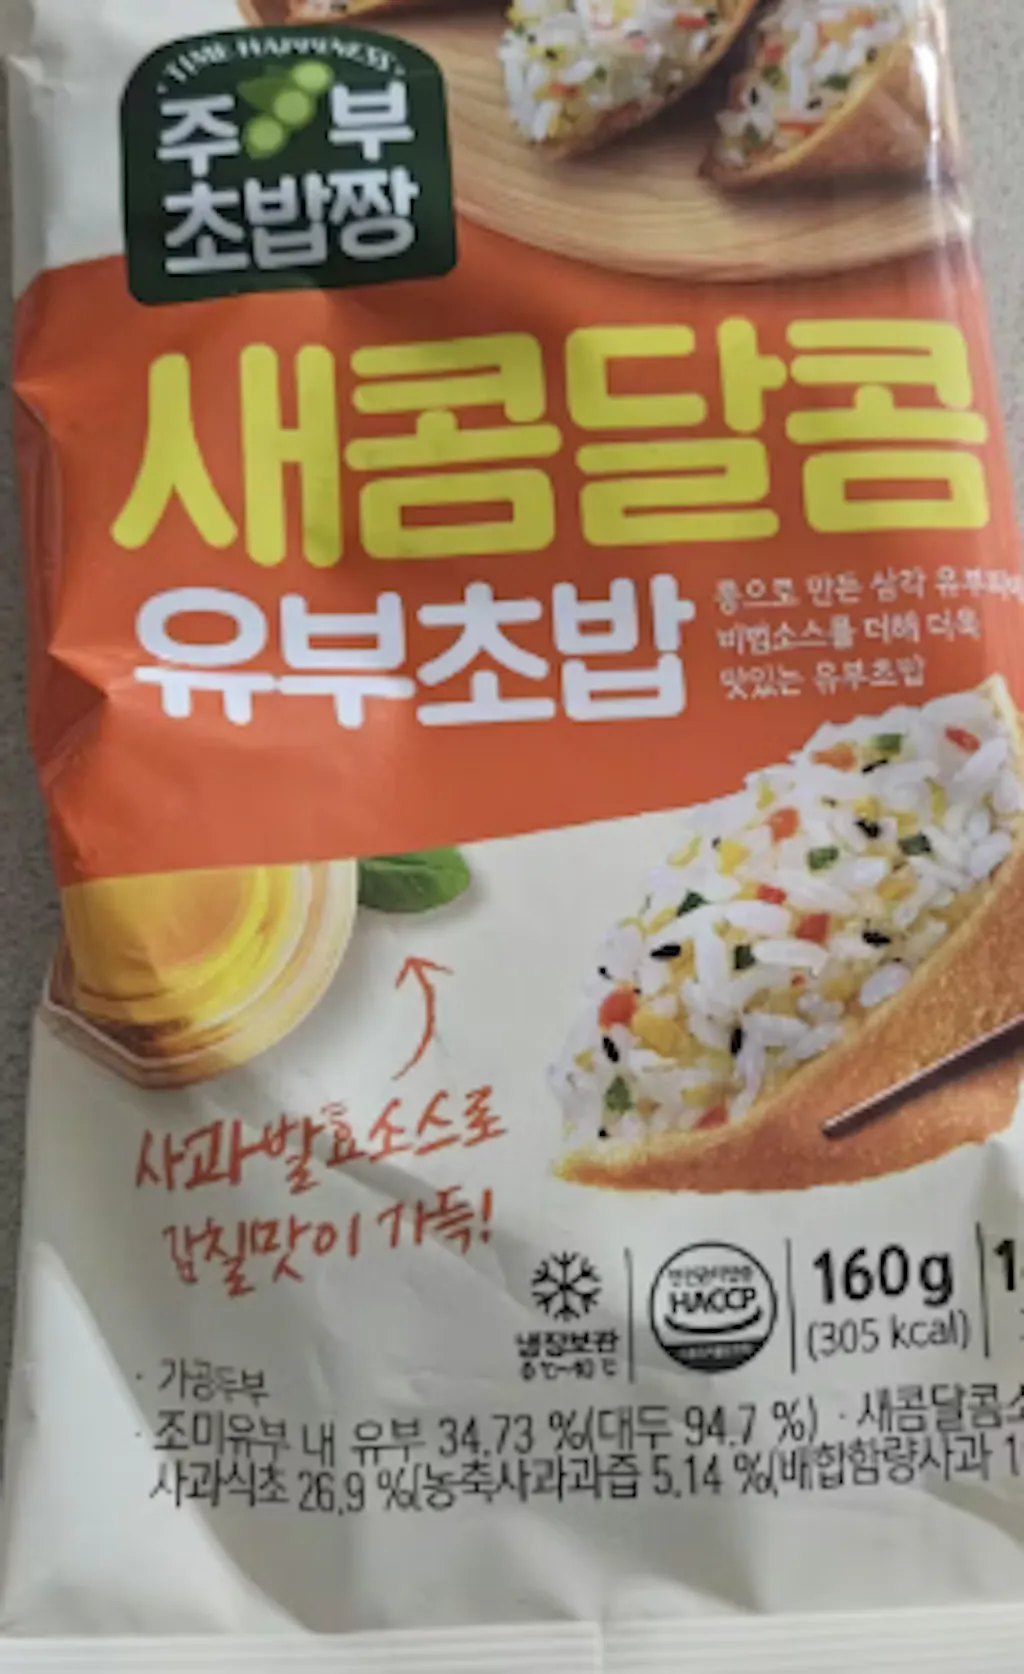 TIME HAPPINESS
주부
초밥짱
새콤달콤
유부초밥
통으로 만든 삼각 유부피에
비법소스를 더해 더욱
맛있는 유부초밥
사과발효소스로
감칠맛이 가득!
냉장보관
0℃~10℃
HACCP
160g
(305 kcal)
· 가공두부
· 조미유부 내 유부 34.73 %(대두 94.7 %) · 새콤달콤소
사과식초 26.9 %(농축사과과즙 5.14 %(배합함량사과 1